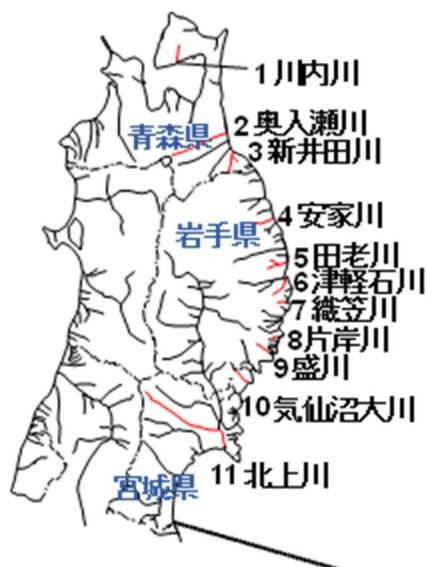 1 川内川
2 奥入瀬川
青森県
3 新井田川
4 安家川
岩手県
5 田老川
6 津軽石川
7 織笠川
8 片岸川
9 盛川
10 気仙沼大川
11 北上川
宮城県